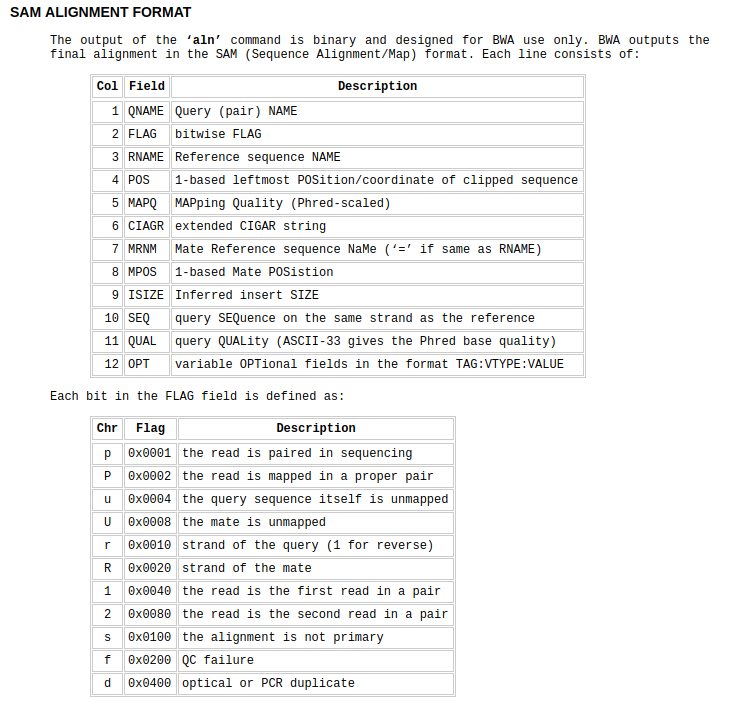 SAM ALIGNMENT FORMAT
The output of the ‘aln’ command is binary and designed for BWA use only. BWA outputs the
final alignment in the SAM (Sequence Alignment/Map) format. Each line consists of:
Col Field Description
1 QNAME Query (pair) NAME
2 FLAG bitwise FLAG
3 RNAME Reference sequence NAME
4 POS 1-based leftmost POSition/coordinate of clipped sequence
5 MAPQ MAPping Quality (Phred-scaled)
6 CIAGR extended CIGAR string
7 MRNM Mate Reference sequence NaMe (‘=’ if same as RNAME)
8 MPOS 1-based Mate POSistion
9 ISIZE Inferred insert SIZE
10 SEQ query SEQuence on the same strand as the reference
11 QUAL query QUALity (ASCII-33 gives the Phred base quality)
12 OPT variable OPTional fields in the format TAG:VTYPE:VALUE
Each bit in the FLAG field is defined as:
Chr Flag Description
p 0x0001 the read is paired in sequencing
P 0x0002 the read is mapped in a proper pair
u 0x0004 the query sequence itself is unmapped
U 0x0008 the mate is unmapped
r 0x0010 strand of the query (1 for reverse)
R 0x0020 strand of the mate
1 0x0040 the read is the first read in a pair
2 0x0080 the read is the second read in a pair
s 0x0100 the alignment is not primary
f 0x0200 QC failure
d 0x0400 optical or PCR duplicate